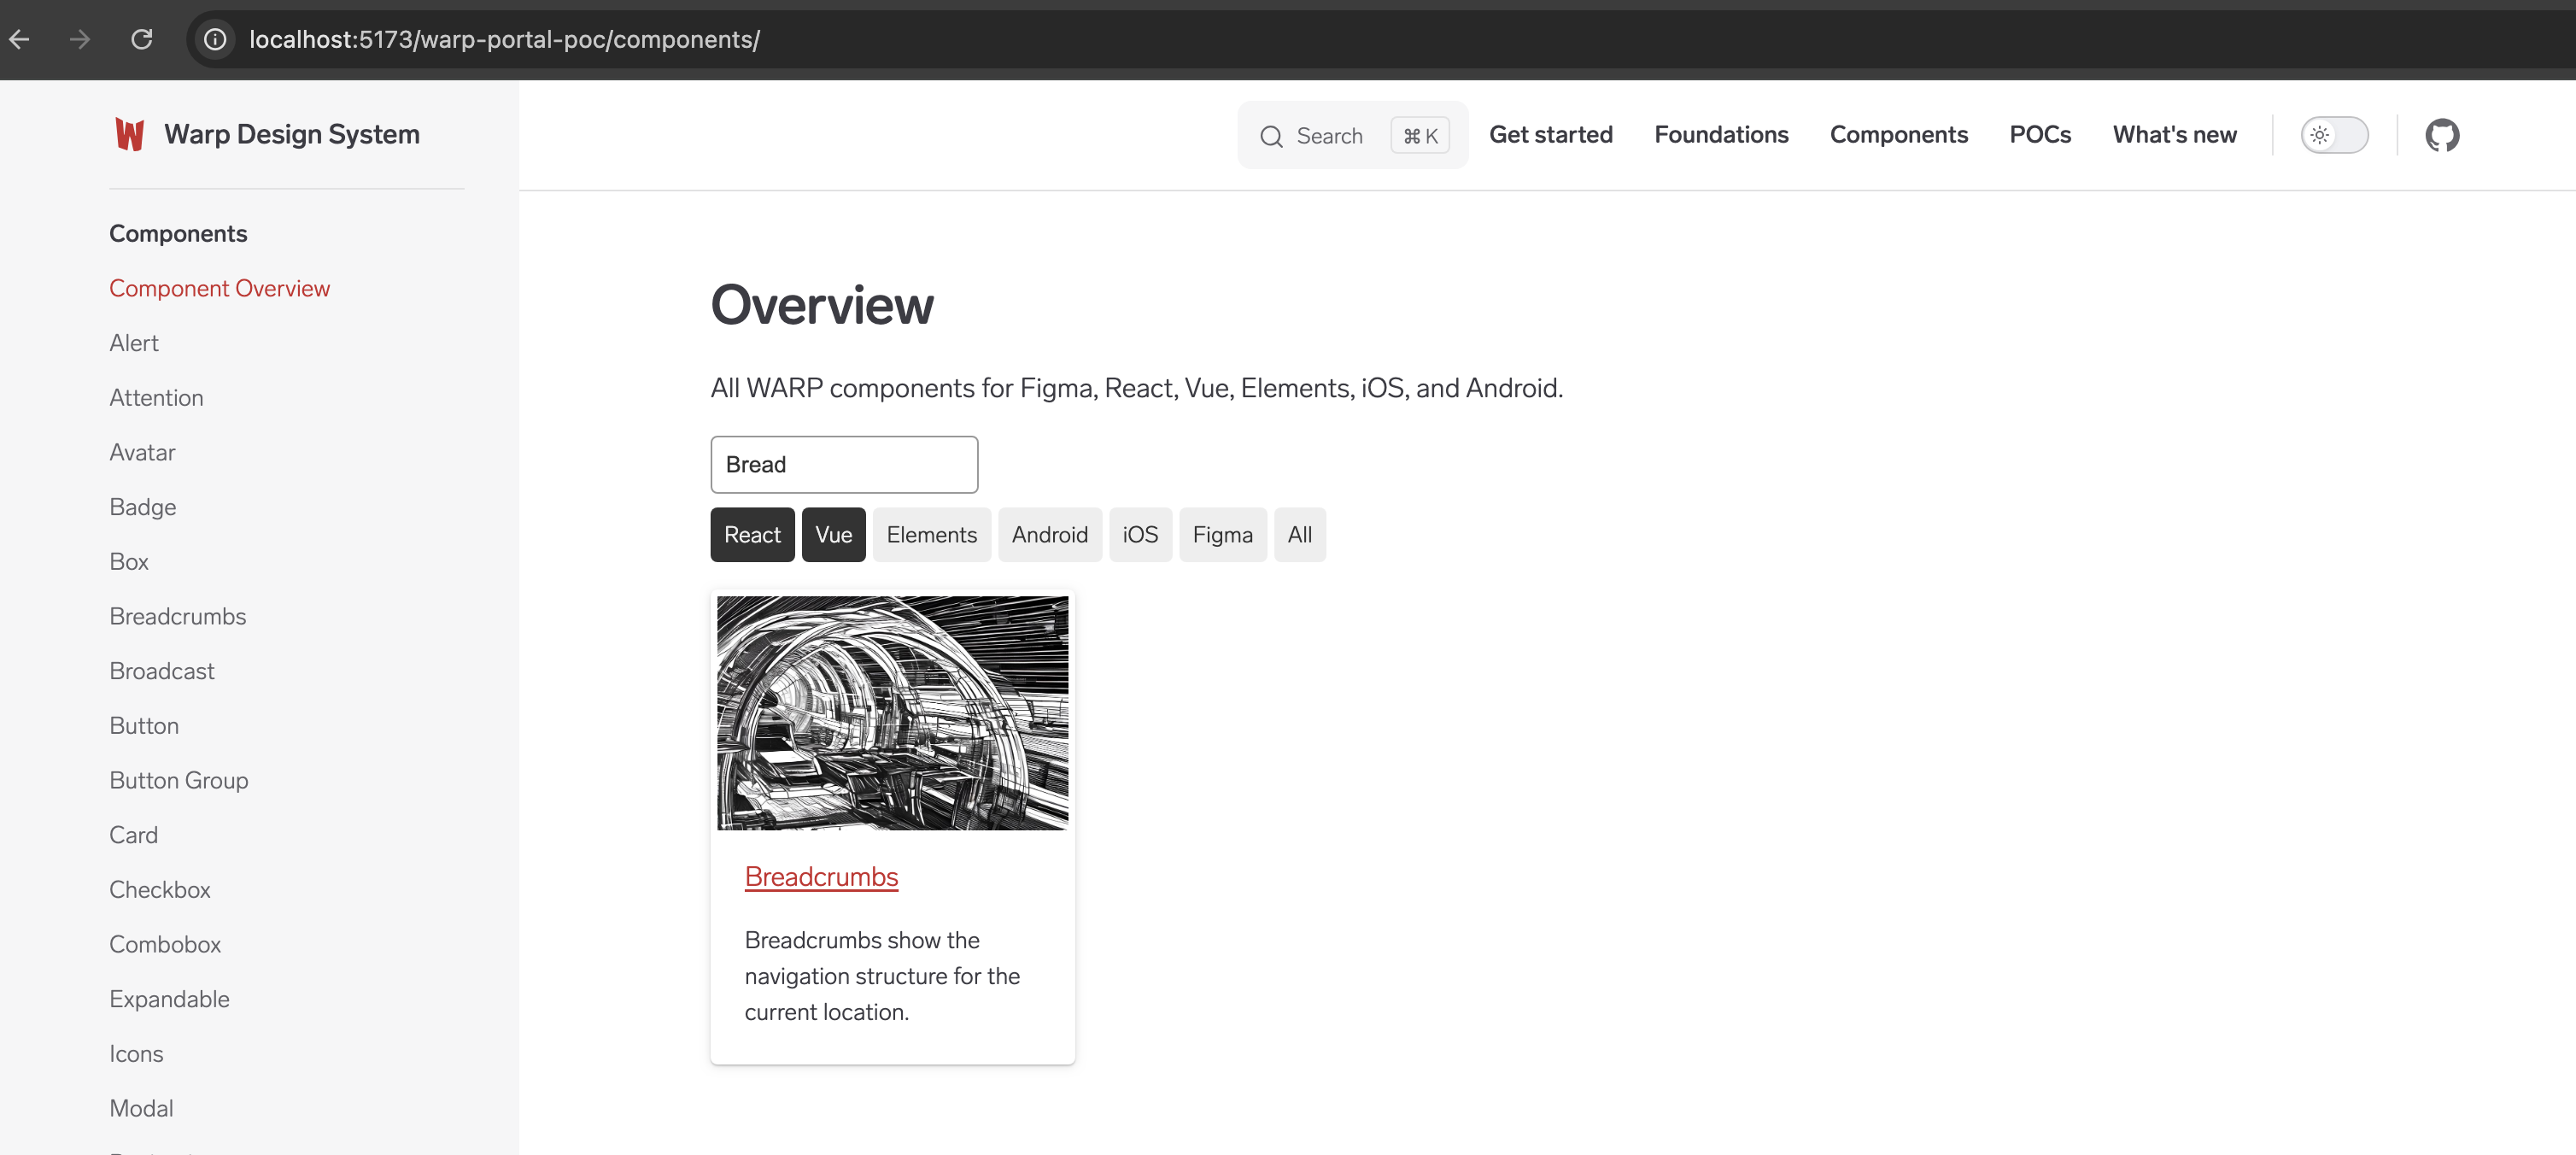 localhost:5173/warp-portal-poc/components/
Warp Design System
Search
⌘ K
Get started
Foundations
Components
POCs
What's new
Components
Component Overview
Alert
Attention
Avatar
Badge
Box
Breadcrumbs
Broadcast
Button
Button Group
Card
Checkbox
Combobox
Expandable
Icons
Modal
Overview
All WARP components for Figma, React, Vue, Elements, iOS, and Android.
Bread
React
Vue
Elements
Android
iOS
Figma
All
Breadcrumbs
Breadcrumbs show the
navigation structure for the
current location.